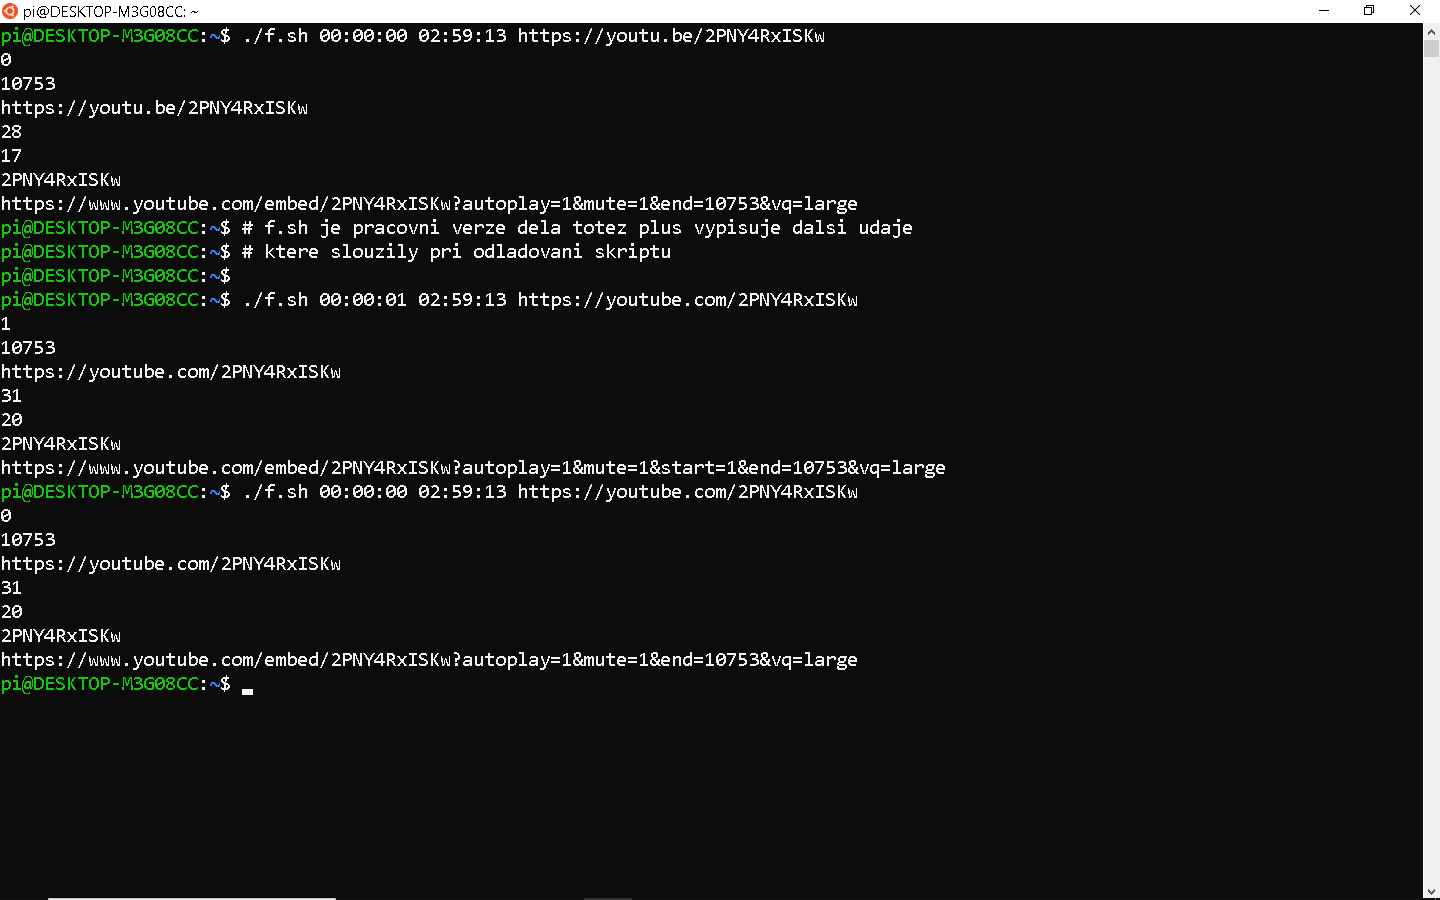 pi@DESKTOP-M3G08CC: ~
pi@DESKTOP-M3G08CC:~$ ./f.sh 00:00:00 02:59:13 https://youtu.be/2PNY4RxISKw
0
10753
https://youtu.be/2PNY4RxISKw
28
17
2PNY4RxISKw
https://www.youtube.com/embed/2PNY4RxISKw?autoplay=1&mute=1&end=10753&vq=large
pi@DESKTOP-M3G08CC:~$ # f.sh je pracovni verze dela totez plus vypisuje dalsi udaje
pi@DESKTOP-M3G08CC:~$ # ktere slouzily pri odladovani skriptu
pi@DESKTOP-M3G08CC:~$
pi@DESKTOP-M3G08CC:~$ ./f.sh 00:00:01 02:59:13 https://youtube.com/2PNY4RxISKw
1
10753
https://youtube.com/2PNY4RxISKw
31
20
2PNY4RxISKw
https://www.youtube.com/embed/2PNY4RxISKw?autoplay=1&mute=1&start=1&end=10753&vq=large
pi@DESKTOP-M3G08CC:~$ ./f.sh 00:00:00 02:59:13 https://youtube.com/2PNY4RxISKw
0
10753
https://youtube.com/2PNY4RxISKw
31
20
2PNY4RxISKw
https://www.youtube.com/embed/2PNY4RxISKw?autoplay=1&mute=1&end=10753&vq=large
pi@DESKTOP-M3G08CC:~$